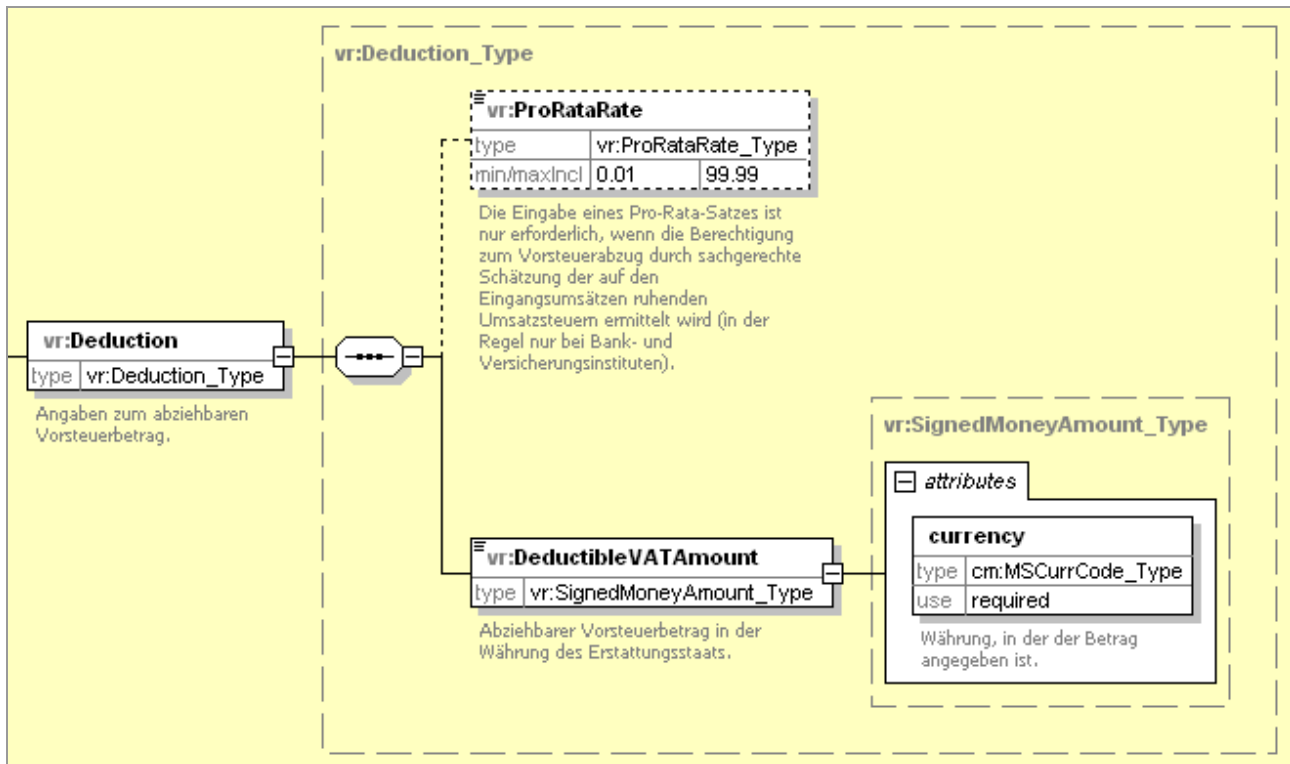 vr:Deduction_Type
vr:ProRataRate
type vr:ProRataRate_Type
min/maxIncl 0.01 99.99
Die Eingabe eines Pro-Rata-Satzes ist
nur erforderlich, wenn die Berechtigung
zum Vorsteuerabzug durch sachgerechte
Schätzung der auf den
Eingangsumsätzen ruhenden
Umsatzsteuern ermittelt wird (in der
Regel nur bei Bank- und
Versicherungsinstituten).
vr:Deduction
type vr:Deduction_Type
Angaben zum abziehbaren
Vorsteuerbetrag.
vr:SignedMoneyAmount_Type
attributes
currency
type cm:MSCurrCode_Type
use required
Währung, in der der Betrag
angegeben ist.
vr:DeductibleVATAmount
type vr:SignedMoneyAmount_Type
Abziehbarer Vorsteuerbetrag in der
Währung des Erstattungsstaats.